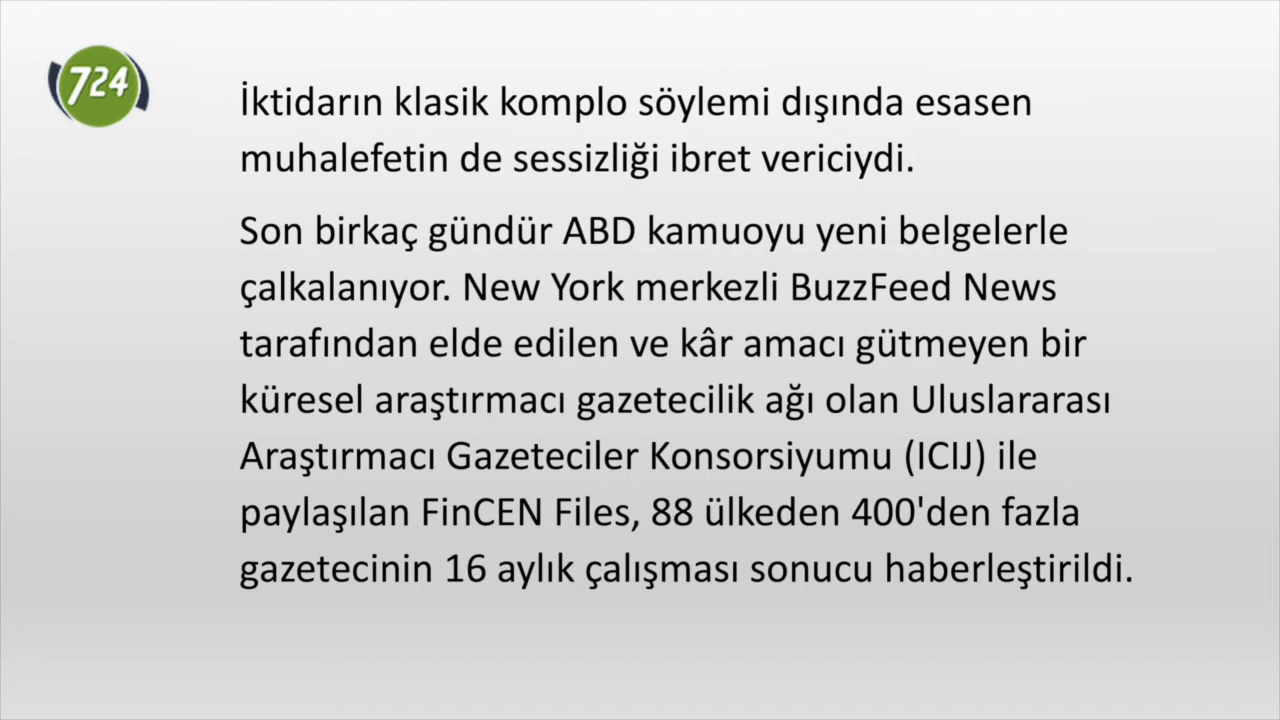 724
İktidarın klasik komplo söylemi dışında esasen
muhalefetin de sessizliği ibret vericiydi.
Son birkaç gündür ABD kamuoyu yeni belgelerle
çalkalanıyor. New York merkezli BuzzFeed News
tarafından elde edilen ve kâr amacı gütmeyen bir
küresel araştırmacı gazetecilik ağı olan Uluslararası
Araştırmacı Gazeteciler Konsorsiyumu (ICIJ) ile
paylaşılan FinCEN Files, 88 ülkeden 400'den fazla
gazetecinin 16 aylık çalışması sonucu haberleştirildi.